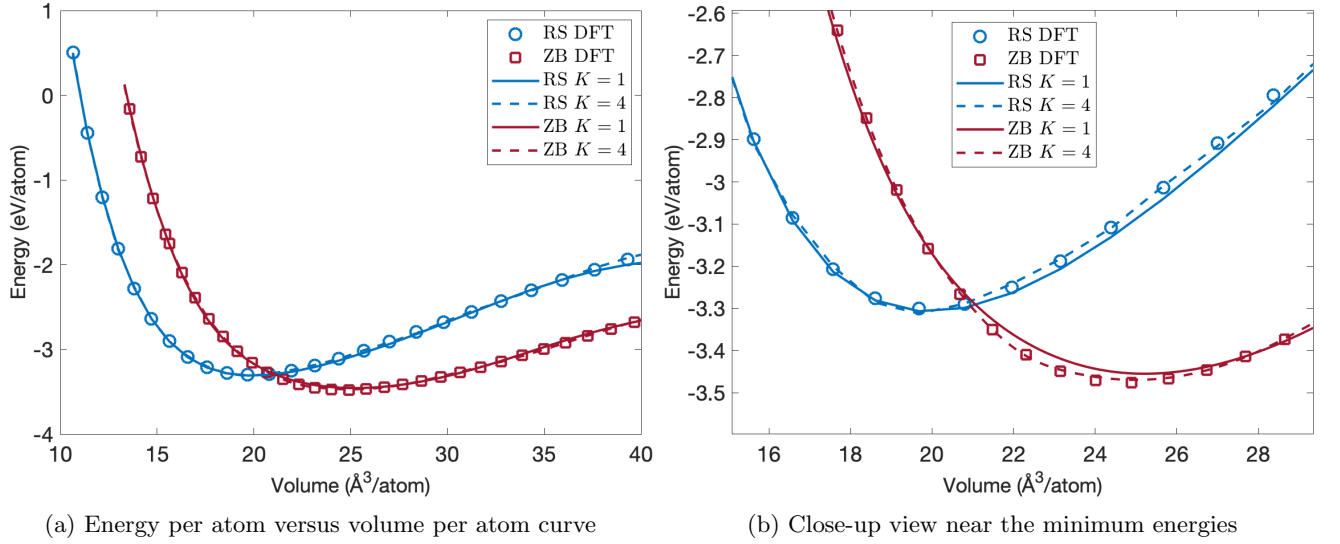 1
0
-1
-2
-3
-4
10
15
20
25
30
35
40
Energy (eV/atom)
Volume (Å³/atom)
RS DFT
ZB DFT
RS K = 1
RS K = 4
ZB K = 1
ZB K = 4
(a) Energy per atom versus volume per atom curve
-2.6
-2.7
-2.8
-2.9
-3
-3.1
-3.2
-3.3
-3.4
-3.5
16
18
20
22
24
26
28
Energy (eV/atom)
Volume (Å³/atom)
RS DFT
ZB DFT
RS K = 1
RS K = 4
ZB K = 1
ZB K = 4
(b) Close-up view near the minimum energies